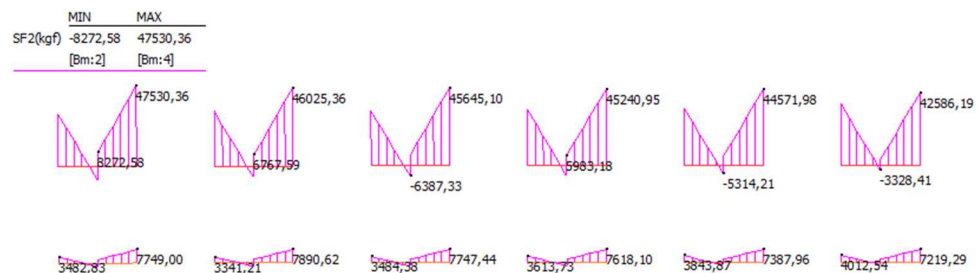 MIN MAX
SF2(kgf) -8272,58 47530,36
[Bm:2] [Bm:4]
47530,36 46025,36 45645,10 45240,95 44571,98 42586,19
8272,58 6767,59 -6387,33 5983,18 -5314,21 -3328,41
3482,83 7749,00 3341,21 7890,62 3484,38 7747,44 3613,73 7618,10 3843,87 7387,96 4012,54 7219,29